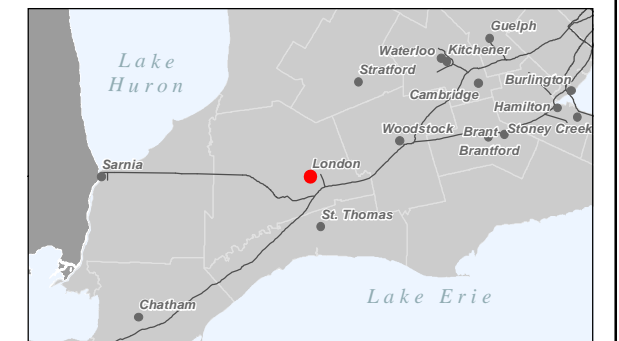 Guelph
Lake
Huron
Waterloo
Kitchener
Stratford
Burlington
Cambridge
Hamilton
Woodstock
Brant
Stoney Creek
Brantford
Sarnia
London
St. Thomas
Lake Erie
Chatham